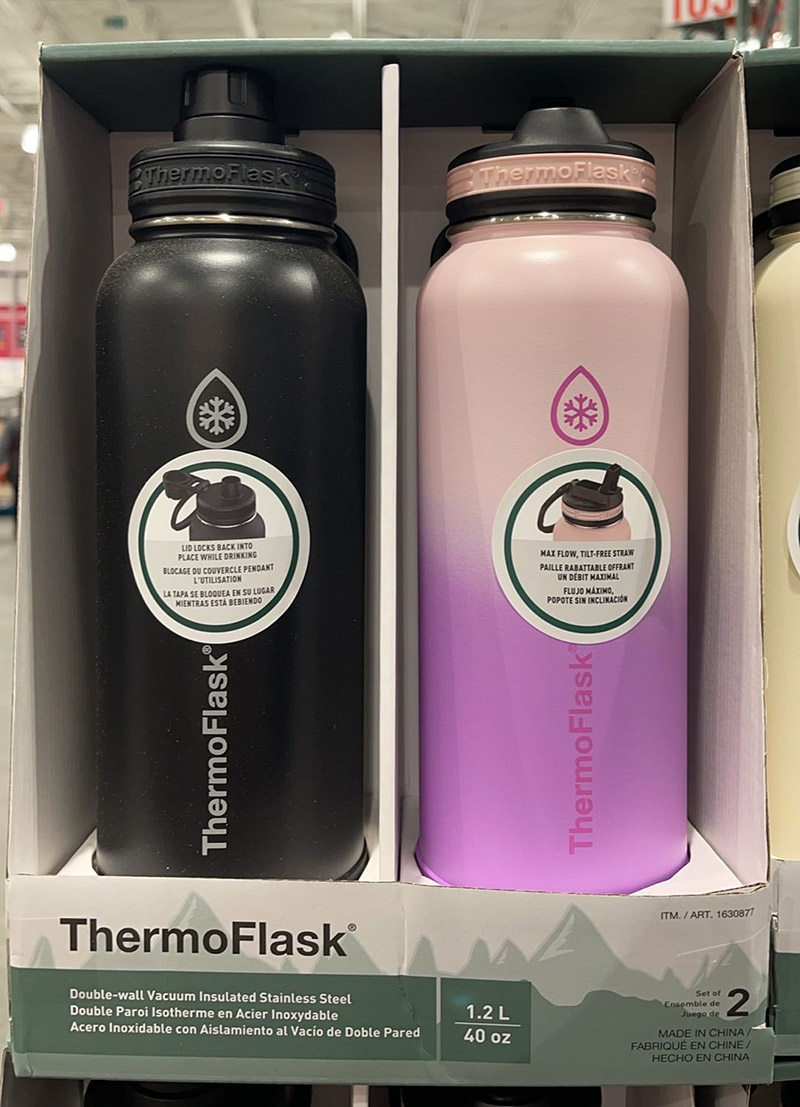 103
ThermoFlask®
ThermoFlask®
LID LOCKS BACK INTO
PLACE WHILE DRINKING
BLOCAGE DU COUVERCLE PENDANT
L'UTILISATION
LA TAPA SE BLOQUEA EN SU LUGAR
MIENTRAS ESTÁ BEBIENDO
ThermoFlask®
MAX FLOW, TILT-FREE STRAW
PAILLE RABATTABLE OFFRANT
UN DÉBIT MAXIMAL
FLUJO MÁXIMO,
POPOTE SIN INCLINACIÓN
ThermoFlask®
ITM. / ART. 1630877
ThermoFlask®
Double-wall Vacuum Insulated Stainless Steel
Double Paroi Isotherme en Acier Inoxydable
Acero Inoxidable con Aislamiento al Vacío de Doble Pared
1.2 L
40 oz
Set of
Ensemble de
Juego de
2
MADE IN CHINA /
FABRIQUÉ EN CHINE /
HECHO EN CHINA